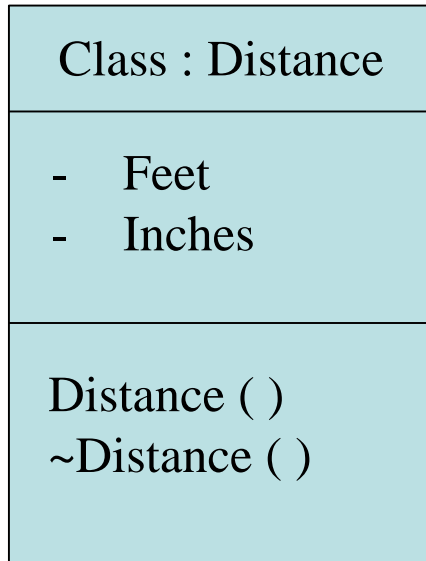 Class : Distance
- Feet
- Inches
Distance ( )
~Distance ( )